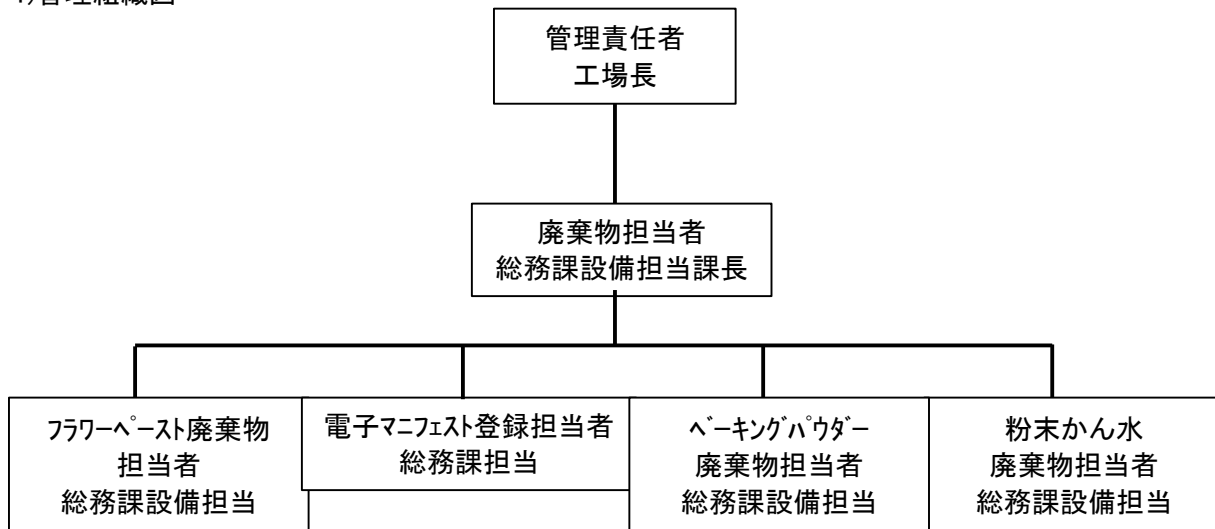 管理組織図
管理責任者
工場長
廃棄物担当者
総務課設備担当課長
ﾌﾗﾜｰﾍﾟｰｽﾄ廃棄物
担当者
総務課設備担当
電子ﾏﾆﾌｪｽﾄ登録担当者
総務課担当
ﾍﾞｰｷﾝｸﾞﾊﾟｳﾀﾞｰ
廃棄物担当者
総務課設備担当
粉末かん水
廃棄物担当者
総務課設備担当